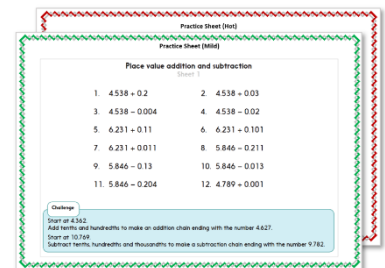 Practice Sheet (Hot)
Practice Sheet (Mild)
Place value addition and subtraction
Sheet 1
1. 4.538 + 0.2 2. 4.538 + 0.03
3. 4.538 – 0.004 4. 4.538 – 0.02
5. 6.231 + 0.11 6. 6.231 + 0.101
7. 6.231 + 0.011 8. 5.846 – 0.211
9. 5.846 – 0.13 10. 5.846 – 0.013
11. 5.846 – 0.204 12. 4.789 + 0.001
Challenge
Start at 4.362.
Add tenths and hundredths to make an addition chain ending with the number 4.627.
Start at 10.769.
Subtract tenths, hundredths and thousandths to make a subtraction chain ending with the number 9.782.